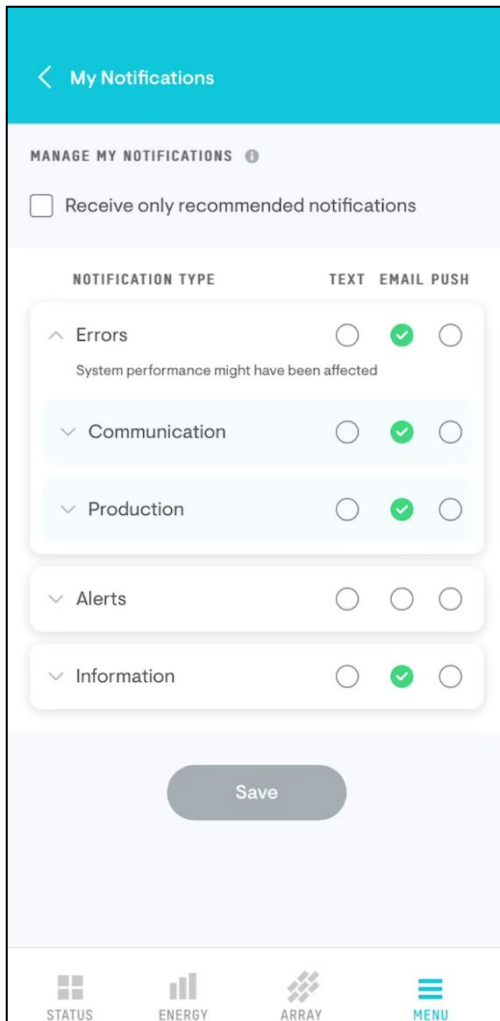 My Notifications
MANAGE MY NOTIFICATIONS
Receive only recommended notifications
NOTIFICATION TYPE TEXT EMAIL PUSH
Errors
System performance might have been affected
Communication
Production
Alerts
Information
Save
STATUS ENERGY ARRAY MENU